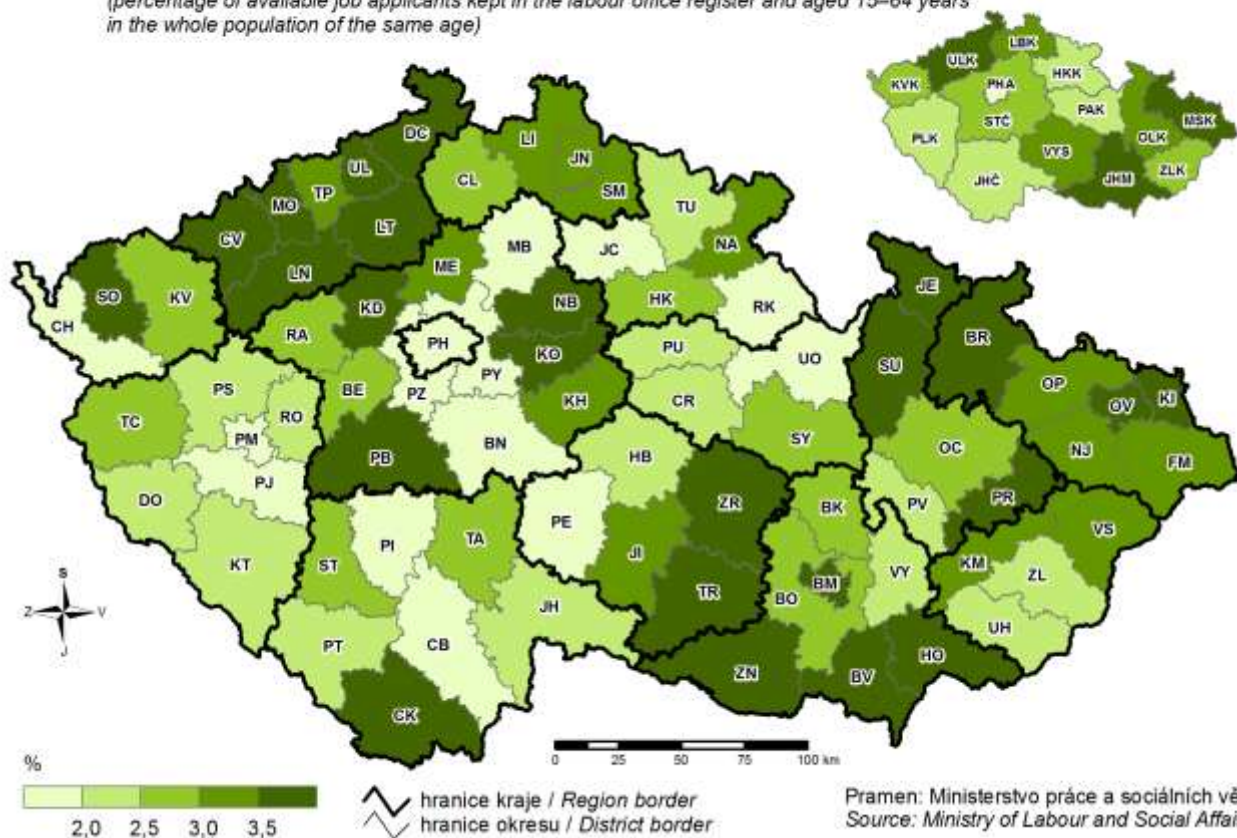 (percentage of available job applicants kept in the labour office register and aged 15–64 years
in the whole population of the same age)
ULK LBK
KVK PHA HKK
STČ PAK MSK
PLK VYS OLK
JHČ JHM ZLK
DC
UL LI JN
TP CL SM TU
MO LT
CV MB JC NA
LN ME
SO KV KD NB HK RK JE
CH RA PH BR
PU UO
KO SU
PS BE PZ PY OP
TC RO KH CR OV KI
PM BN SY OC NJ FM
PB HB
DO PJ ZR PV PR
PI TA PE BK VS
KT ST JI KM
BM VY ZL
TR BO
PT CB JH UH
HO
ZN BV
CK
S
Z V
J
0 25 50 75 100 km
%
2,0 2,5 3,0 3,5
hranice kraje / Region border
hranice okresu / District border
Pramen: Ministerstvo práce a sociálních vě
Source: Ministry of Labour and Social Affai